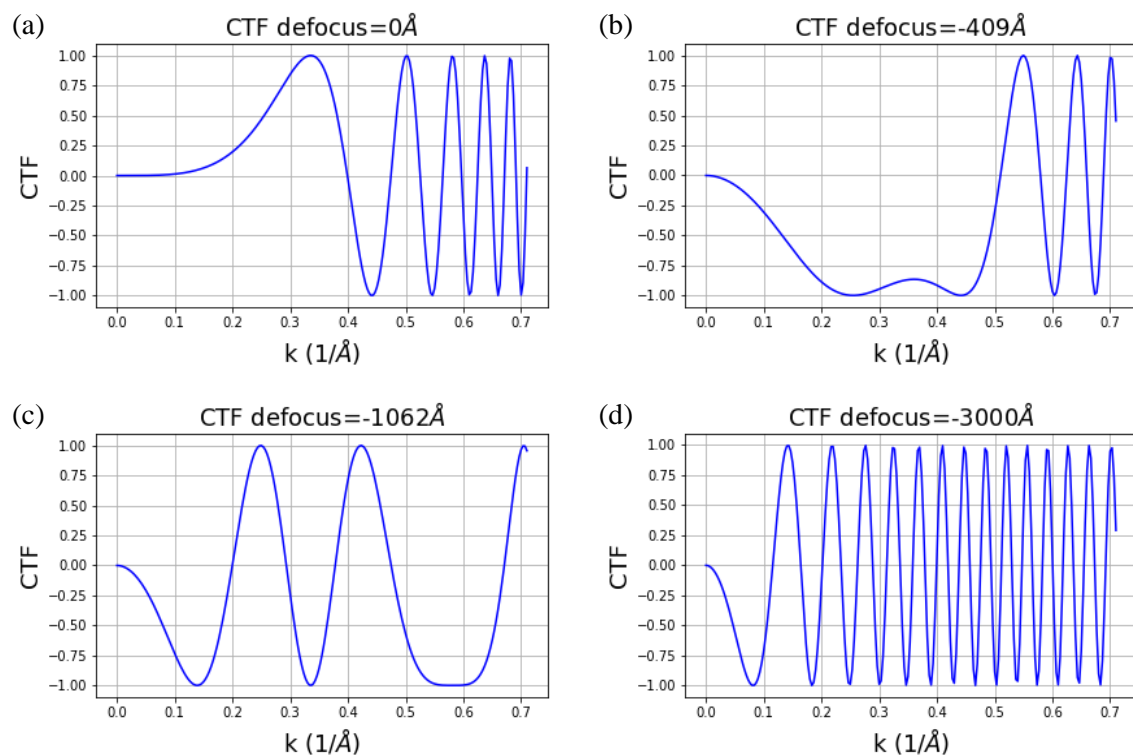 (a)
CTF defocus=0Å
1.00
0.75
0.50
0.25
0.00
−0.25
−0.50
−0.75
−1.00
CTF
0.0 0.1 0.2 0.3 0.4 0.5 0.6 0.7
k (1/Å)
(b)
CTF defocus=-409Å
1.00
0.75
0.50
0.25
0.00
−0.25
−0.50
−0.75
−1.00
CTF
0.0 0.1 0.2 0.3 0.4 0.5 0.6 0.7
k (1/Å)
(c)
CTF defocus=-1062Å
1.00
0.75
0.50
0.25
0.00
−0.25
−0.50
−0.75
−1.00
CTF
0.0 0.1 0.2 0.3 0.4 0.5 0.6 0.7
k (1/Å)
(d)
CTF defocus=-3000Å
1.00
0.75
0.50
0.25
0.00
−0.25
−0.50
−0.75
−1.00
CTF
0.0 0.1 0.2 0.3 0.4 0.5 0.6 0.7
k (1/Å)